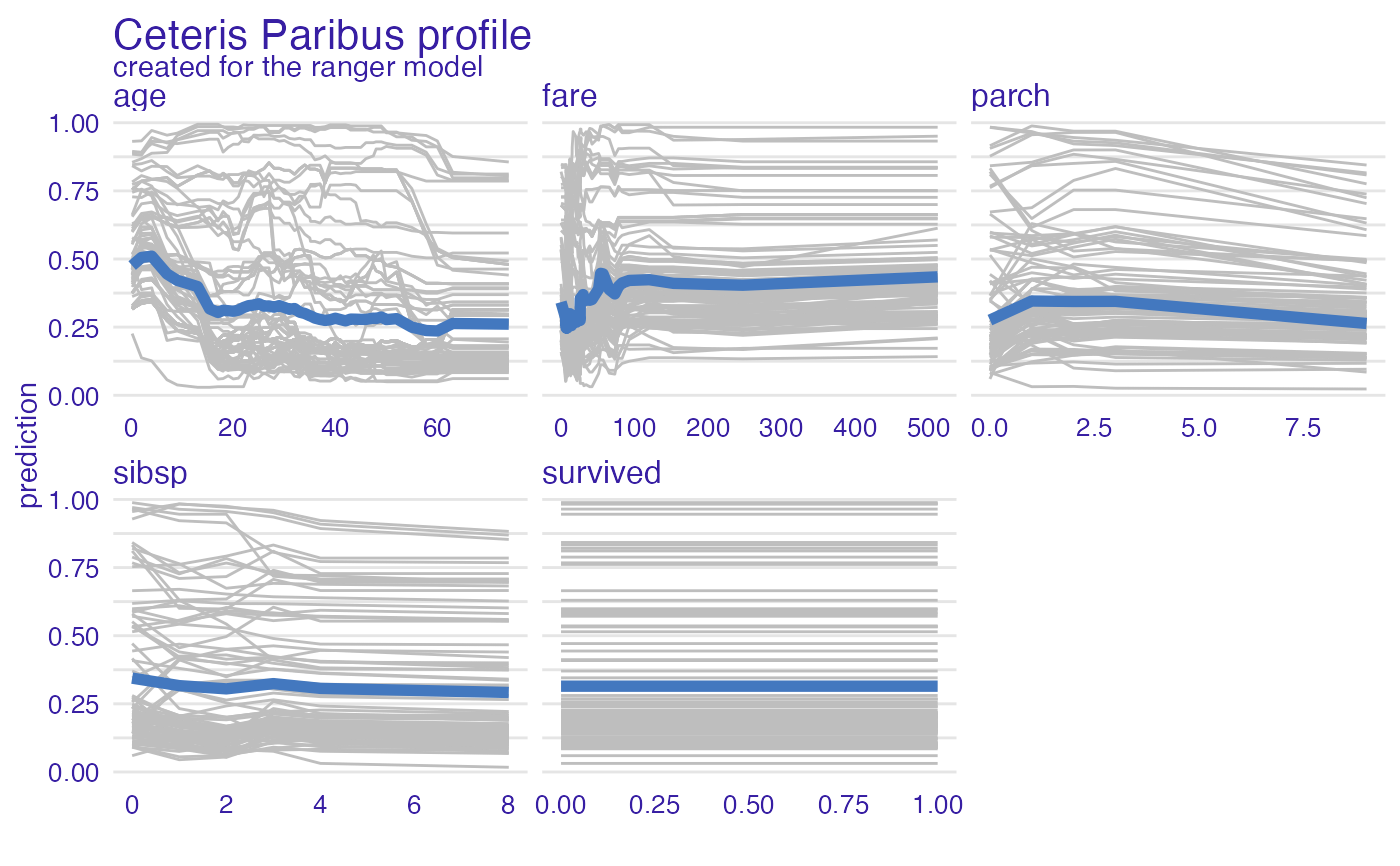 Ceteris Paribus profile
created for the ranger model
age fare parch
1.00
0.75
0.50
0.25
0.00
0 20 40 60 0 100 200 300 400 500 0.0 2.5 5.0 7.5
prediction
sibsp survived
1.00
0.75
0.50
0.25
0.00
0 2 4 6 8 0.00 0.25 0.50 0.75 1.00